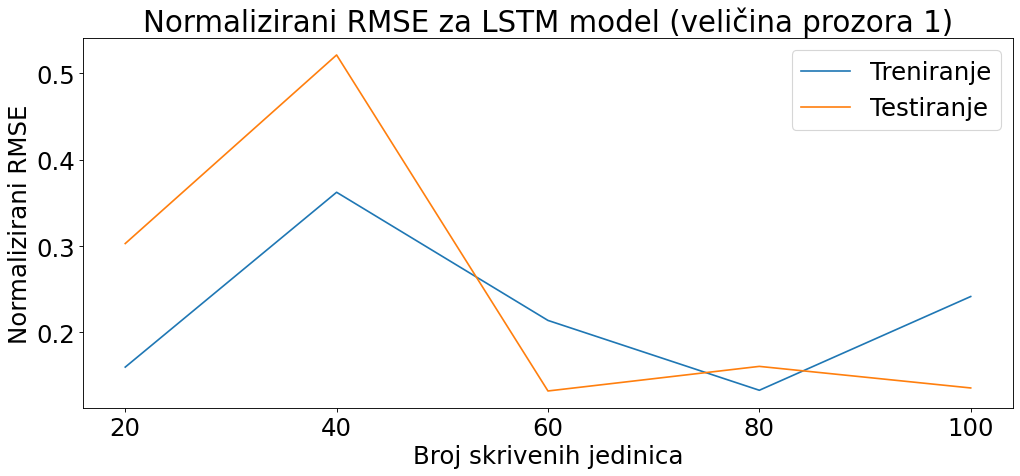 Normalizirani RMSE za LSTM model (veličina prozora 1)
Treniranje
Testiranje
Normalizirani RMSE
0.5
0.4
0.3
0.2
20 40 60 80 100
Broj skrivenih jedinica